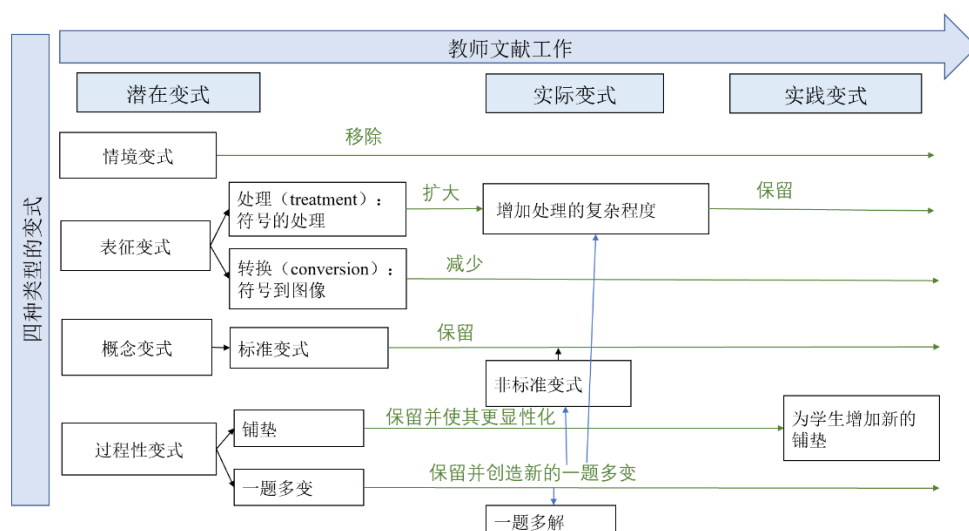 教师文献工作
四种类型的变式
潜在变式
实际变式
实践变式
情境变式
移除
表征变式
处理（treatment）：
符号的处理
扩大
增加处理的复杂程度
保留
转换（conversion）：
符号到图像
减少
概念变式
标准变式
保留
非标准变式
过程性变式
铺垫
保留并使其更显性化
为学生增加新的
铺垫
一题多变
保留并创造新的一题多变
一题多解